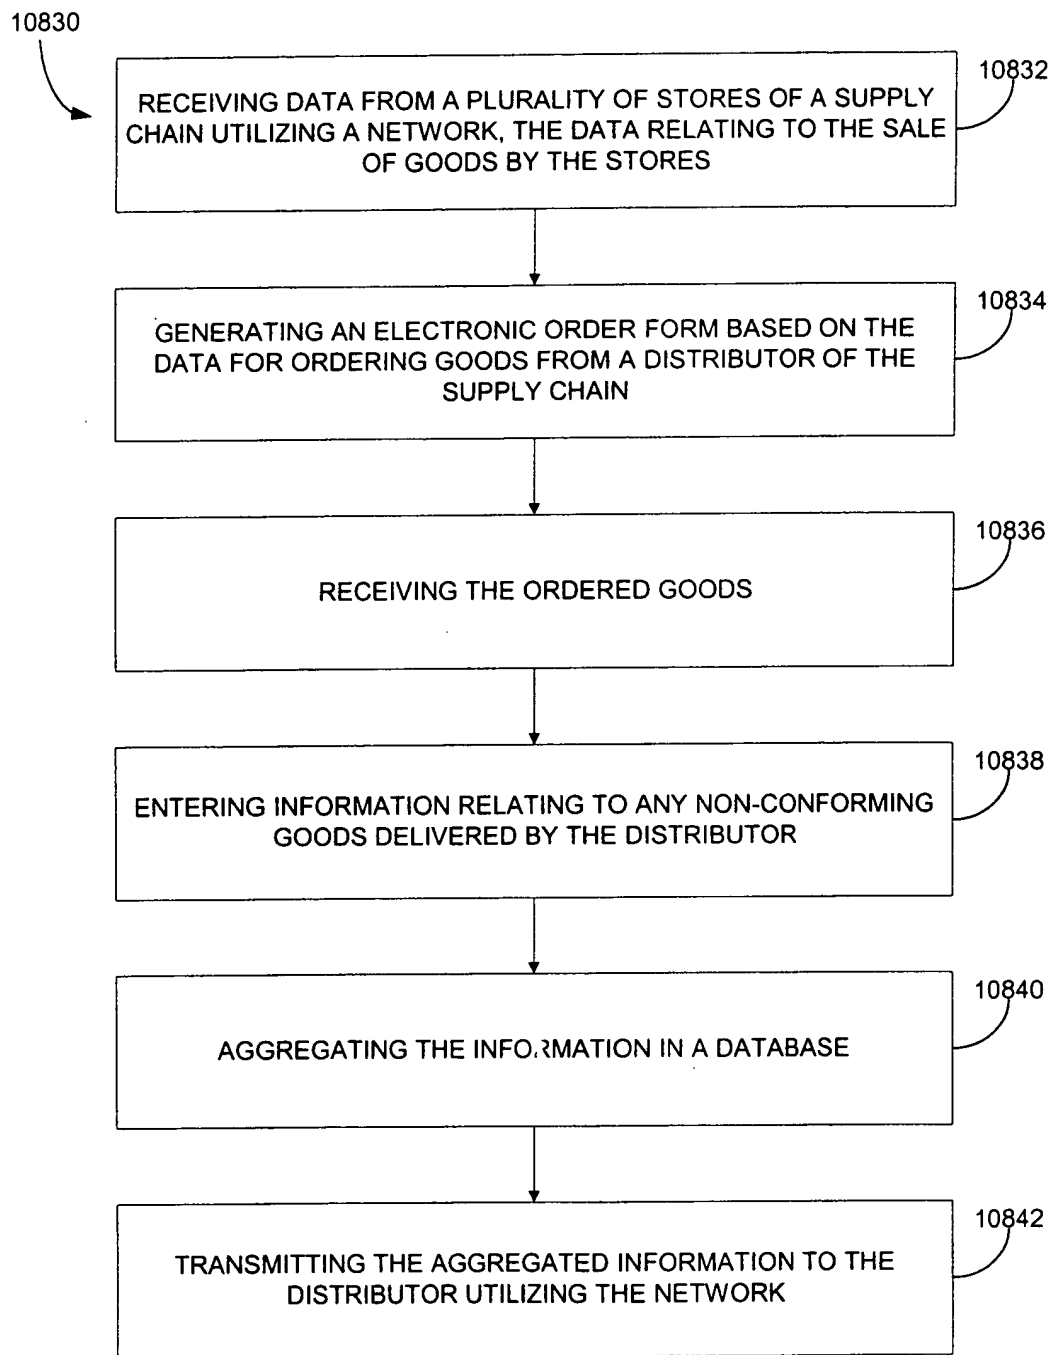 10830
10832
RECEIVING DATA FROM A PLURALITY OF STORES OF A SUPPLY
CHAIN UTILIZING A NETWORK, THE DATA RELATING TO THE SALE
OF GOODS BY THE STORES
10834
GENERATING AN ELECTRONIC ORDER FORM BASED ON THE
DATA FOR ORDERING GOODS FROM A DISTRIBUTOR OF THE
SUPPLY CHAIN
10836
RECEIVING THE ORDERED GOODS
10838
ENTERING INFORMATION RELATING TO ANY NON-CONFORMING
GOODS DELIVERED BY THE DISTRIBUTOR
10840
AGGREGATING THE INFORMATION IN A DATABASE
10842
TRANSMITTING THE AGGREGATED INFORMATION TO THE
DISTRIBUTOR UTILIZING THE NETWORK